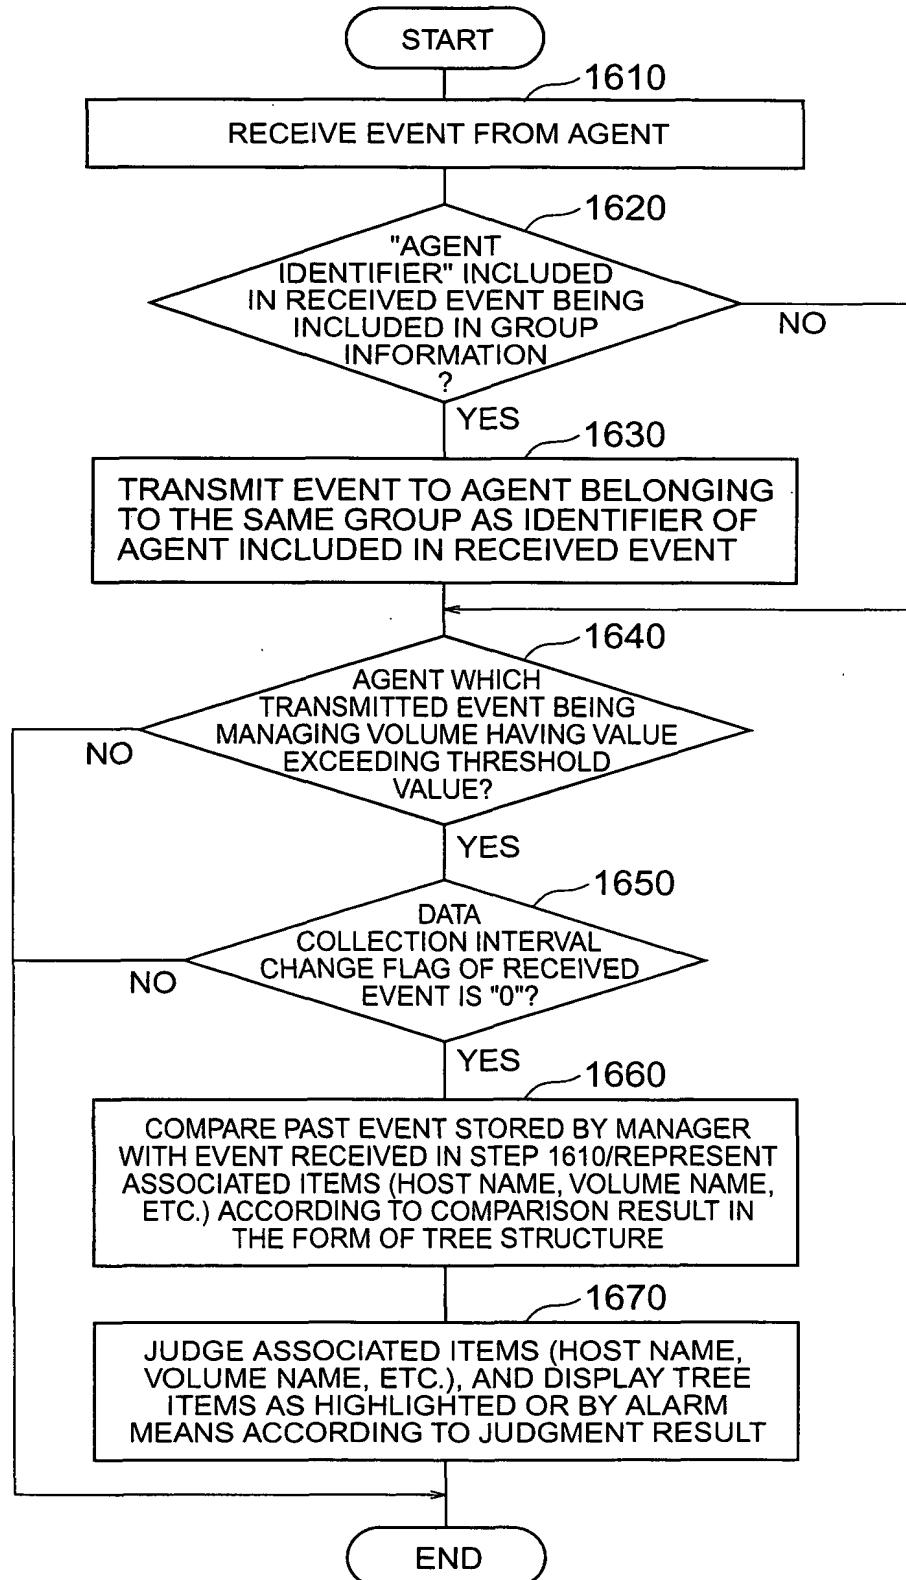 START
1610
RECEIVE EVENT FROM AGENT
1620
"AGENT
IDENTIFIER" INCLUDED
IN RECEIVED EVENT BEING
INCLUDED IN GROUP
INFORMATION
?
NO
YES
1630
TRANSMIT EVENT TO AGENT BELONGING
TO THE SAME GROUP AS IDENTIFIER OF
AGENT INCLUDED IN RECEIVED EVENT
1640
AGENT WHICH
TRANSMITTED EVENT BEING
MANAGING VOLUME HAVING VALUE
EXCEEDING THRESHOLD
VALUE?
NO
YES
1650
DATA
COLLECTION INTERVAL
CHANGE FLAG OF RECEIVED
EVENT IS "0"?
NO
YES
1660
COMPARE PAST EVENT STORED BY MANAGER
WITH EVENT RECEIVED IN STEP 1610/REPRESENT
ASSOCIATED ITEMS (HOST NAME, VOLUME NAME,
ETC.) ACCORDING TO COMPARISON RESULT IN
THE FORM OF TREE STRUCTURE
1670
JUDGE ASSOCIATED ITEMS (HOST NAME,
VOLUME NAME, ETC.), AND DISPLAY TREE
ITEMS AS HIGHLIGHTED OR BY ALARM
MEANS ACCORDING TO JUDGMENT RESULT
END